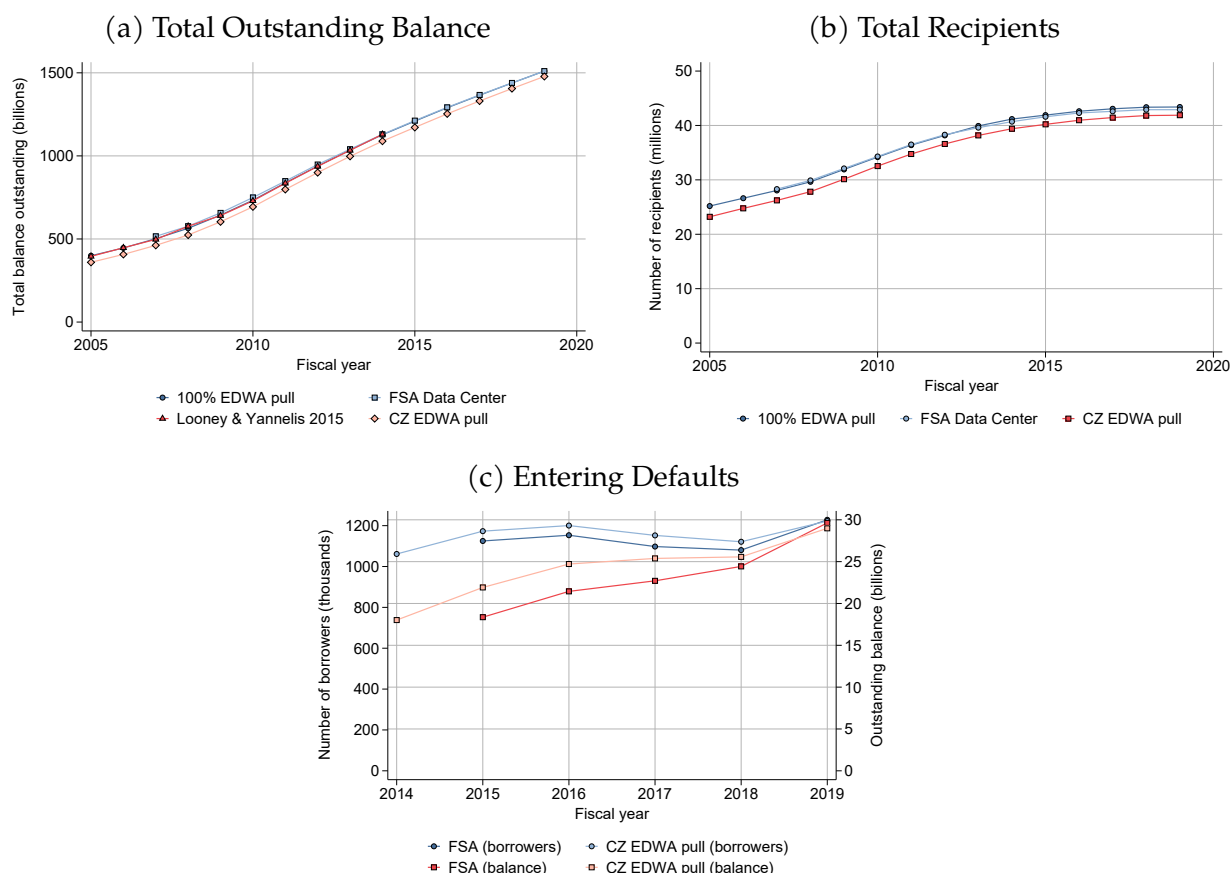 (a) Total Outstanding Balance
Total balance outstanding (billions)
1500
1000
500
0
2005 2010 2015 2020
Fiscal year
100% EDWA pull FSA Data Center
Looney & Yannelis 2015 CZ EDWA pull
(b) Total Recipients
Number of recipients (millions)
50
40
30
20
10
0
2005 2010 2015 2020
Fiscal year
100% EDWA pull FSA Data Center CZ EDWA pull
(c) Entering Defaults
Number of borrowers (thousands)
1200
1000
800
600
400
200
0
Outstanding balance (billions)
30
25
20
15
10
5
0
2014 2015 2016 2017 2018 2019
Fiscal year
FSA (borrowers) CZ EDWA pull (borrowers)
FSA (balance) CZ EDWA pull (balance)